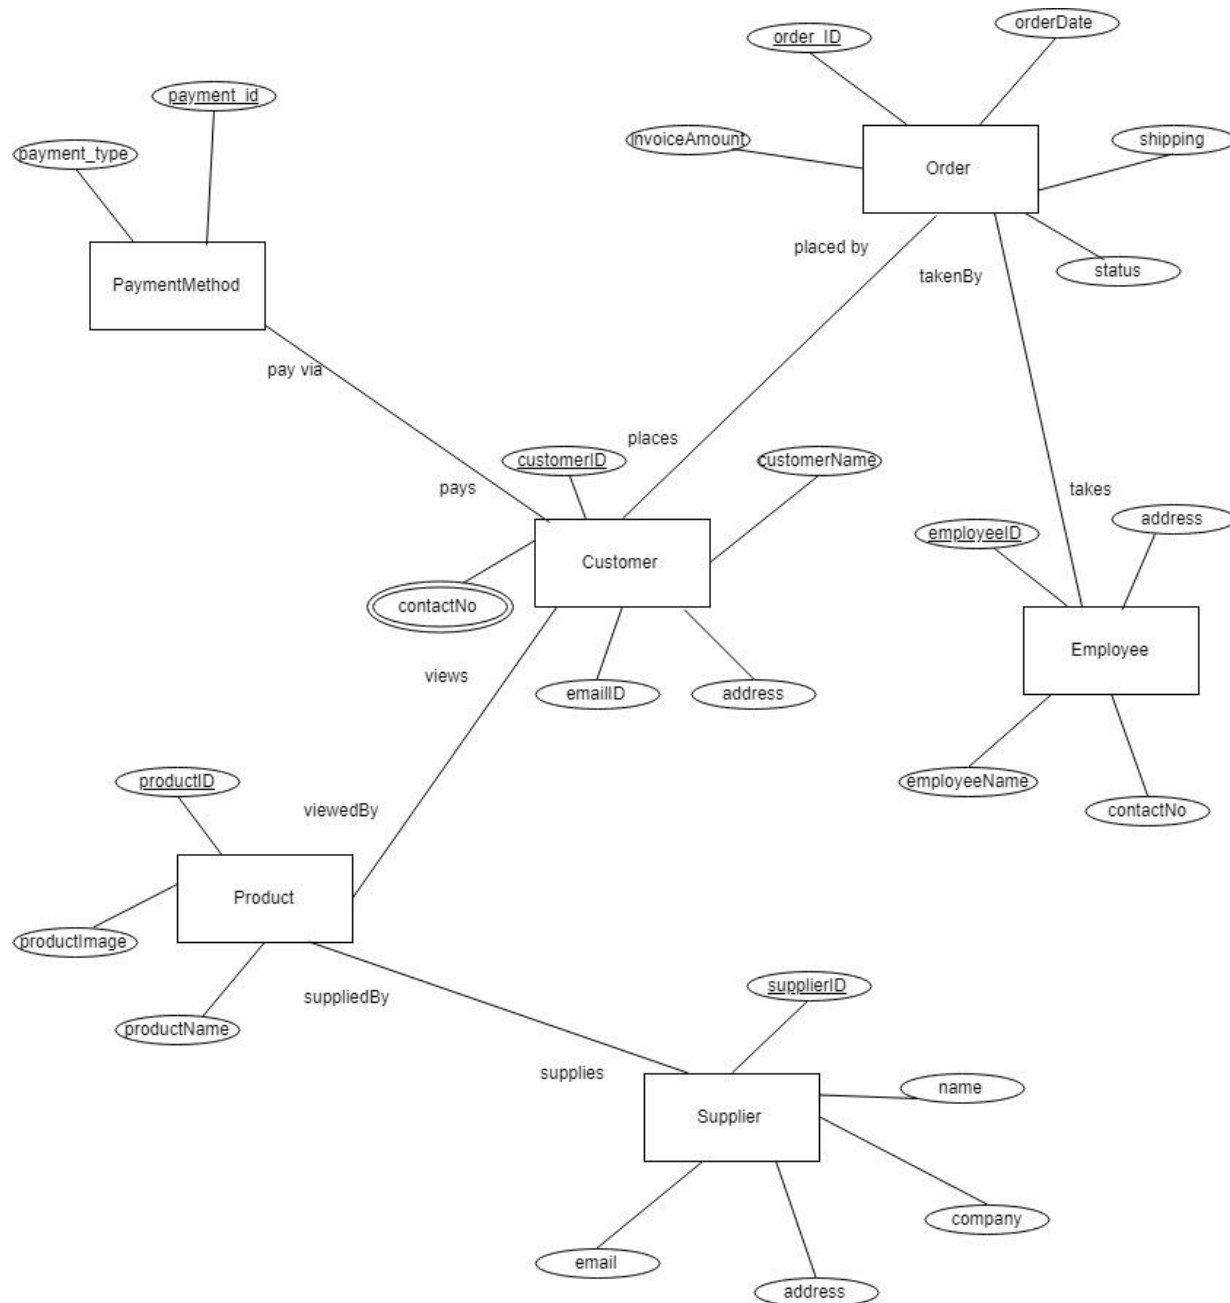 orderDate
order_ID
payment_id
invoiceAmount
shipping
payment_type
Order
placed by
takenBy
status
PaymentMethod
pay via
places
customerID
customerName
pays
takes
address
employeeID
Customer
contactNo
Employee
views
emailID
address
productID
employeeName
viewedBy
contactNo
Product
productImage
suppliedBy
supplierID
productName
supplies
name
Supplier
company
email
address